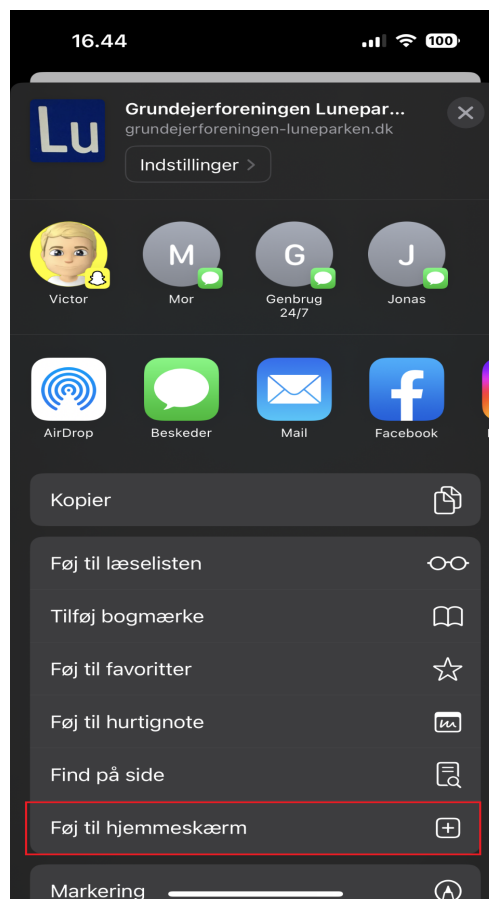 16.44
100
Lu
Grundejerforeningen Lunepar...
grundejerforeningen-luneparken.dk
Indstillinger >
M
G
J
Victor
Mor
Genbrug
24/7
Jonas
AirDrop
Beskeder
Mail
Facebook
Kopier
Føj til læselisten
Tilføj bogmærke
Føj til favoritter
Føj til hurtignote
Find på side
Føj til hjemmeskærm
Markering